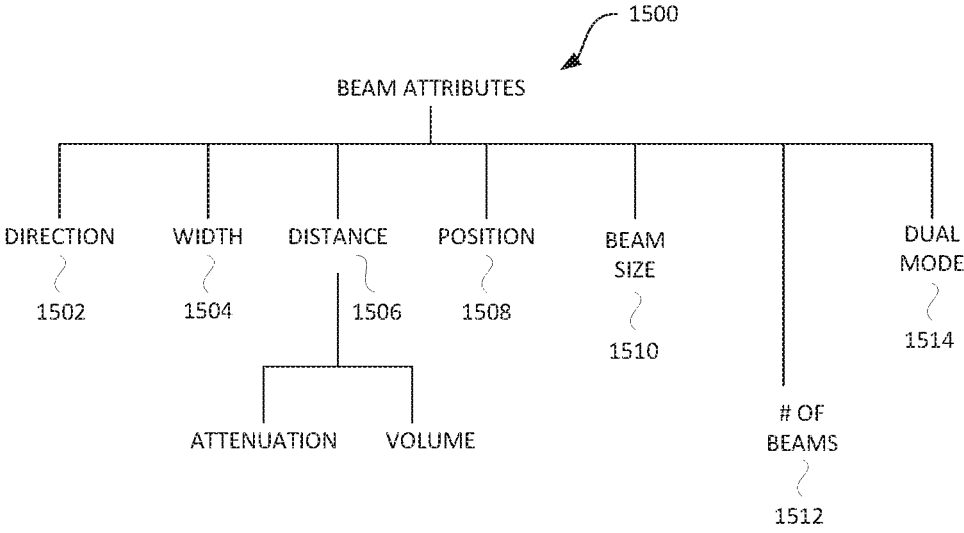 1500
BEAM ATTRIBUTES
DIRECTION
1502
WIDTH
1504
DISTANCE
1506
POSITION
1508
BEAM
SIZE
1510
# OF
BEAMS
1512
DUAL
MODE
1514
ATTENUATION
VOLUME